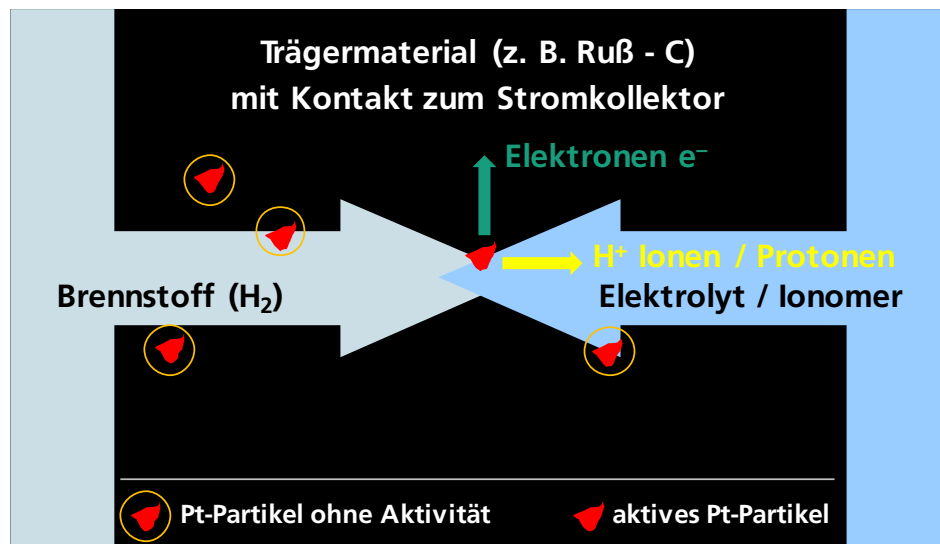 Trägermaterial (z. B. Ruß - C)
mit Kontakt zum Stromkollektor
Elektronen e⁻
H⁺ Ionen / Protonen
Brennstoff (H₂)
Elektrolyt / Ionomer
Pt-Partikel ohne Aktivität
aktives Pt-Partikel